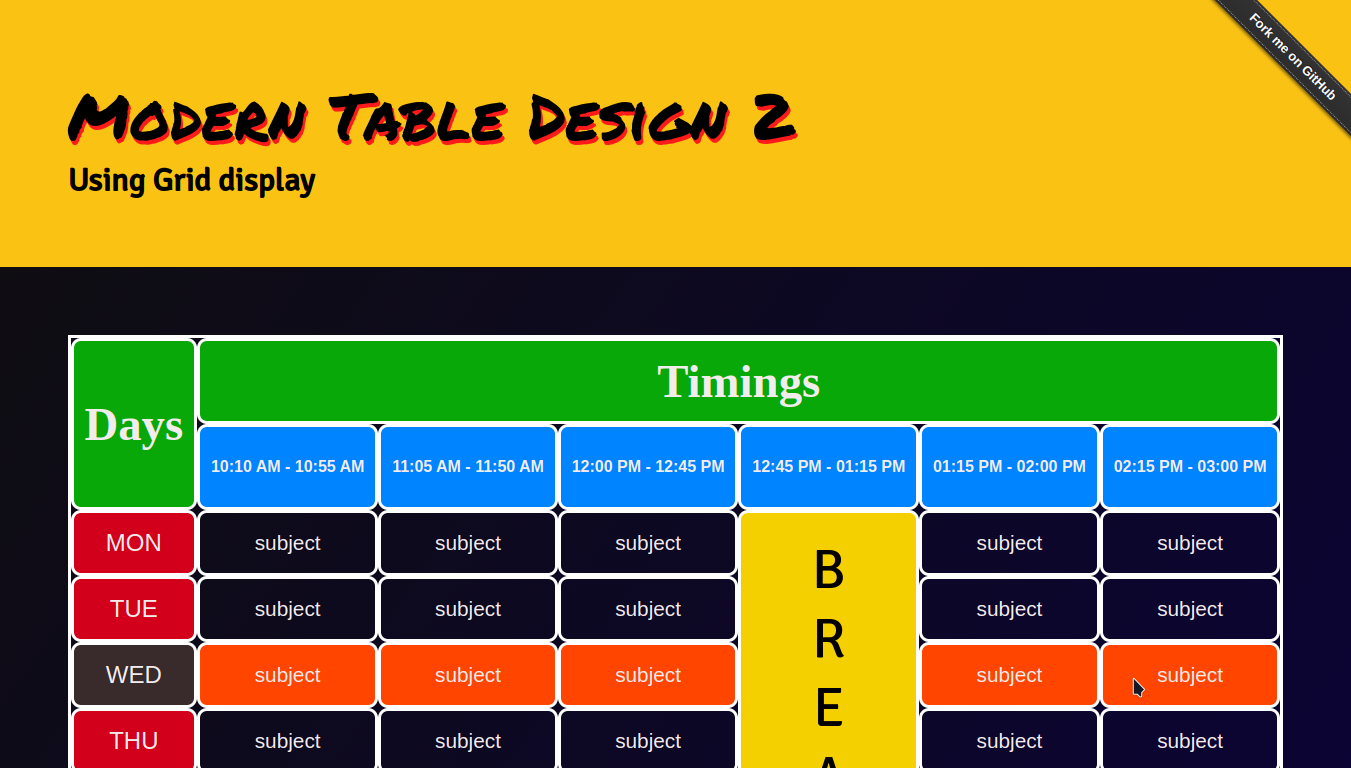 Fork me on GitHub
Modern Table Design 2
Using Grid display
Days
Timings
10:10 AM - 10:55 AM 11:05 AM - 11:50 AM 12:00 PM - 12:45 PM 12:45 PM - 01:15 PM 01:15 PM - 02:00 PM 02:15 PM - 03:00 PM
MON subject subject subject subject subject
TUE subject subject subject subject subject
WED subject subject subject subject subject
THU subject subject subject subject subject
B
R
E
A